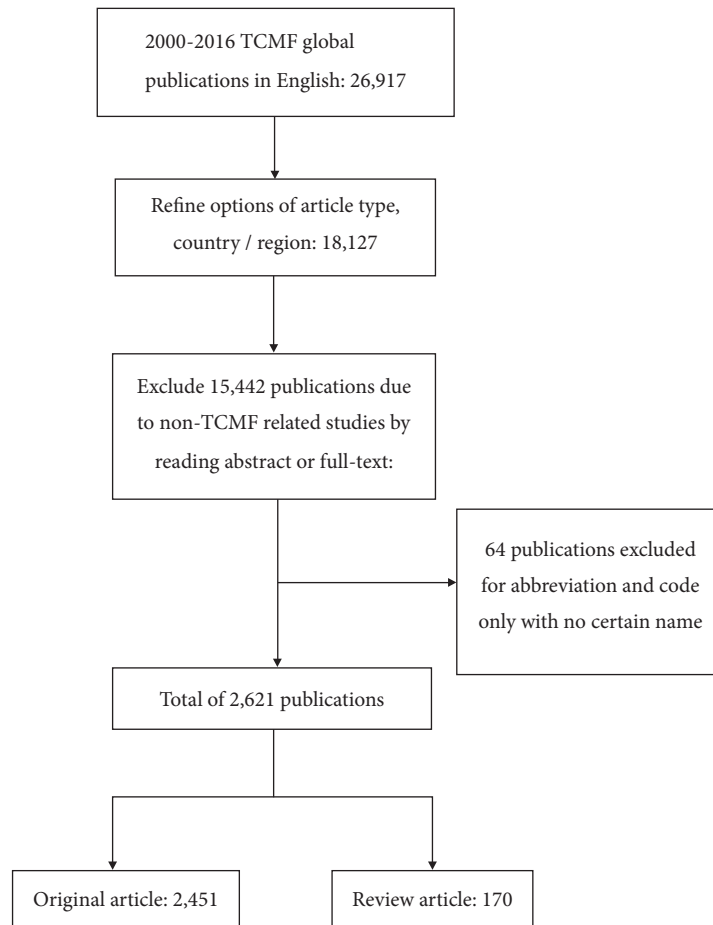 2000-2016 TCMF global
publications in English: 26,917
Refine options of article type,
country / region: 18,127
Exclude 15,442 publications due
to non-TCMF related studies by
reading abstract or full-text:
64 publications excluded
for abbreviation and code
only with no certain name
Total of 2,621 publications
Original article: 2,451
Review article: 170